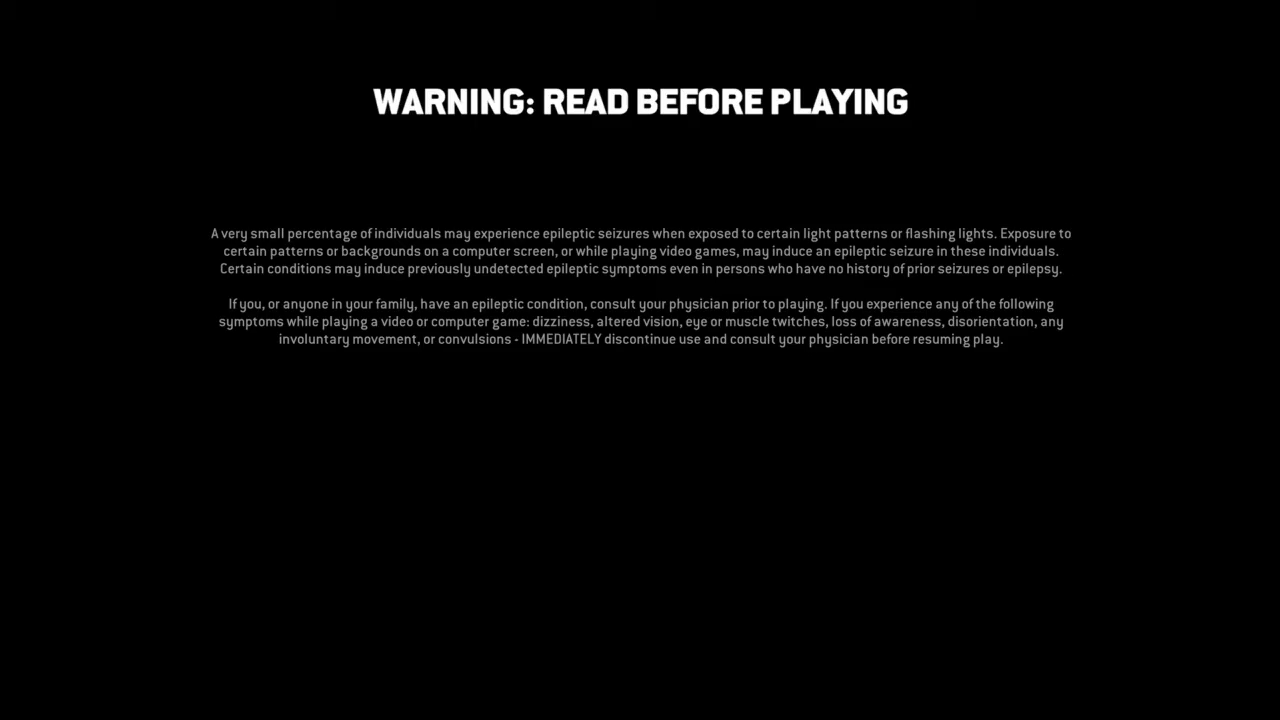 WARNING: READ BEFORE PLAYING
A very small percentage of individuals may experience epileptic seizures when exposed to certain light patterns or flashing lights. Exposure to
certain patterns or backgrounds on a computer screen, or while playing video games, may induce an epileptic seizure in these individuals.
Certain conditions may induce previously undetected epileptic symptoms even in persons who have no history of prior seizures or epilepsy.
If you, or anyone in your family, have an epileptic condition, consult your physician prior to playing. If you experience any of the following
symptoms while playing a video or computer game: dizziness, altered vision, eye or muscle twitches, loss of awareness, disorientation, any
involuntary movement, or convulsions - IMMEDIATELY discontinue use and consult your physician before resuming play.